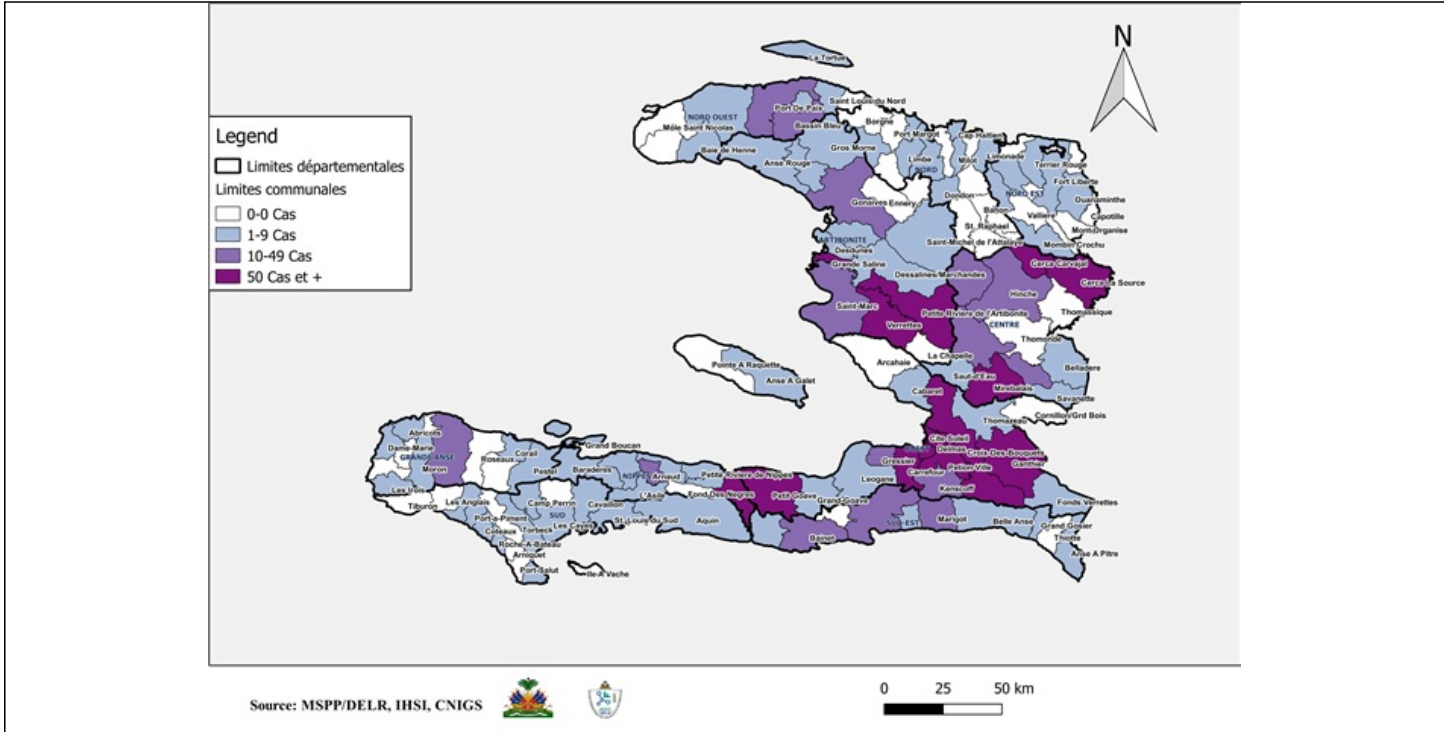 N
Legend
Limites départementales
Limites communales
0-0 Cas
1-9 Cas
10-49 Cas
50 Cas et +
La Tortue
Saint Louis du Nord
Port De Paix
NORD OUEST
Borgne
Môle Saint Nicolas
Bassin Bleu
Port Margot
Cap Haitien
Baie de Henne
Gros Morne
Limbe
Milot
Limonade
Anse Rouge
NORD
Terrier Rouge
Fort Liberte
NORD EST
Ouanaminthe
Gonaives
Ennery
Dondon
Bahon
Valliere
Capotille
St. Raphael
Mont-Organise
ARTIBONITE
Saint-Michel de l'Attalaye
Mombin Crochu
Desdunes
Grande Saline
Cerca Carvajal
Dessalines/Marchandes
Cerca La Source
Hinche
Saint-Marc
Petite Rivière de l'Artibonite
Thomassique
Verrettes
CENTRE
Thomonde
La Chapelle
Arcahaie
Pointe A Raquette
Belladere
Saut-d'Eau
Anse A Galet
Mirebalais
Cabaret
Savanette
Cornillon/Grd Bois
Thomazeau
Abricots
Cite Soleil
Dame-Marie
Grand Boucan
Delmas
Croix-Des-Bouquets
GRANDE ANSE
Roseaux
Corail
Gressier
Ganthier
Moron
Pestel
Baraderes
NIPPES
Arnaud
Petite Riviere de Nippes
Carrefour
Petion-Ville
Leogane
Kenscoff
Les Irois
L'Asile
Fond Des Negres
Petit Goave
Grand Goave
Fonds Verrettes
Tiburon
Les Anglais
Camp Perrin
Cavaillon
Port-a-Piment
SUD
St. Louis du Sud
Aquin
SUD-EST
Marigot
Belle Anse
Grand Gosier
Coteaux
Torbeck
Les Cayes
Bainet
Thiotte
Roche-A-Bateau
Arniquet
Anse A Pitre
Port-Salut
Ile-A Vache
Source: MSPP/DELR, IHSI, CNIGS
0 25 50 km